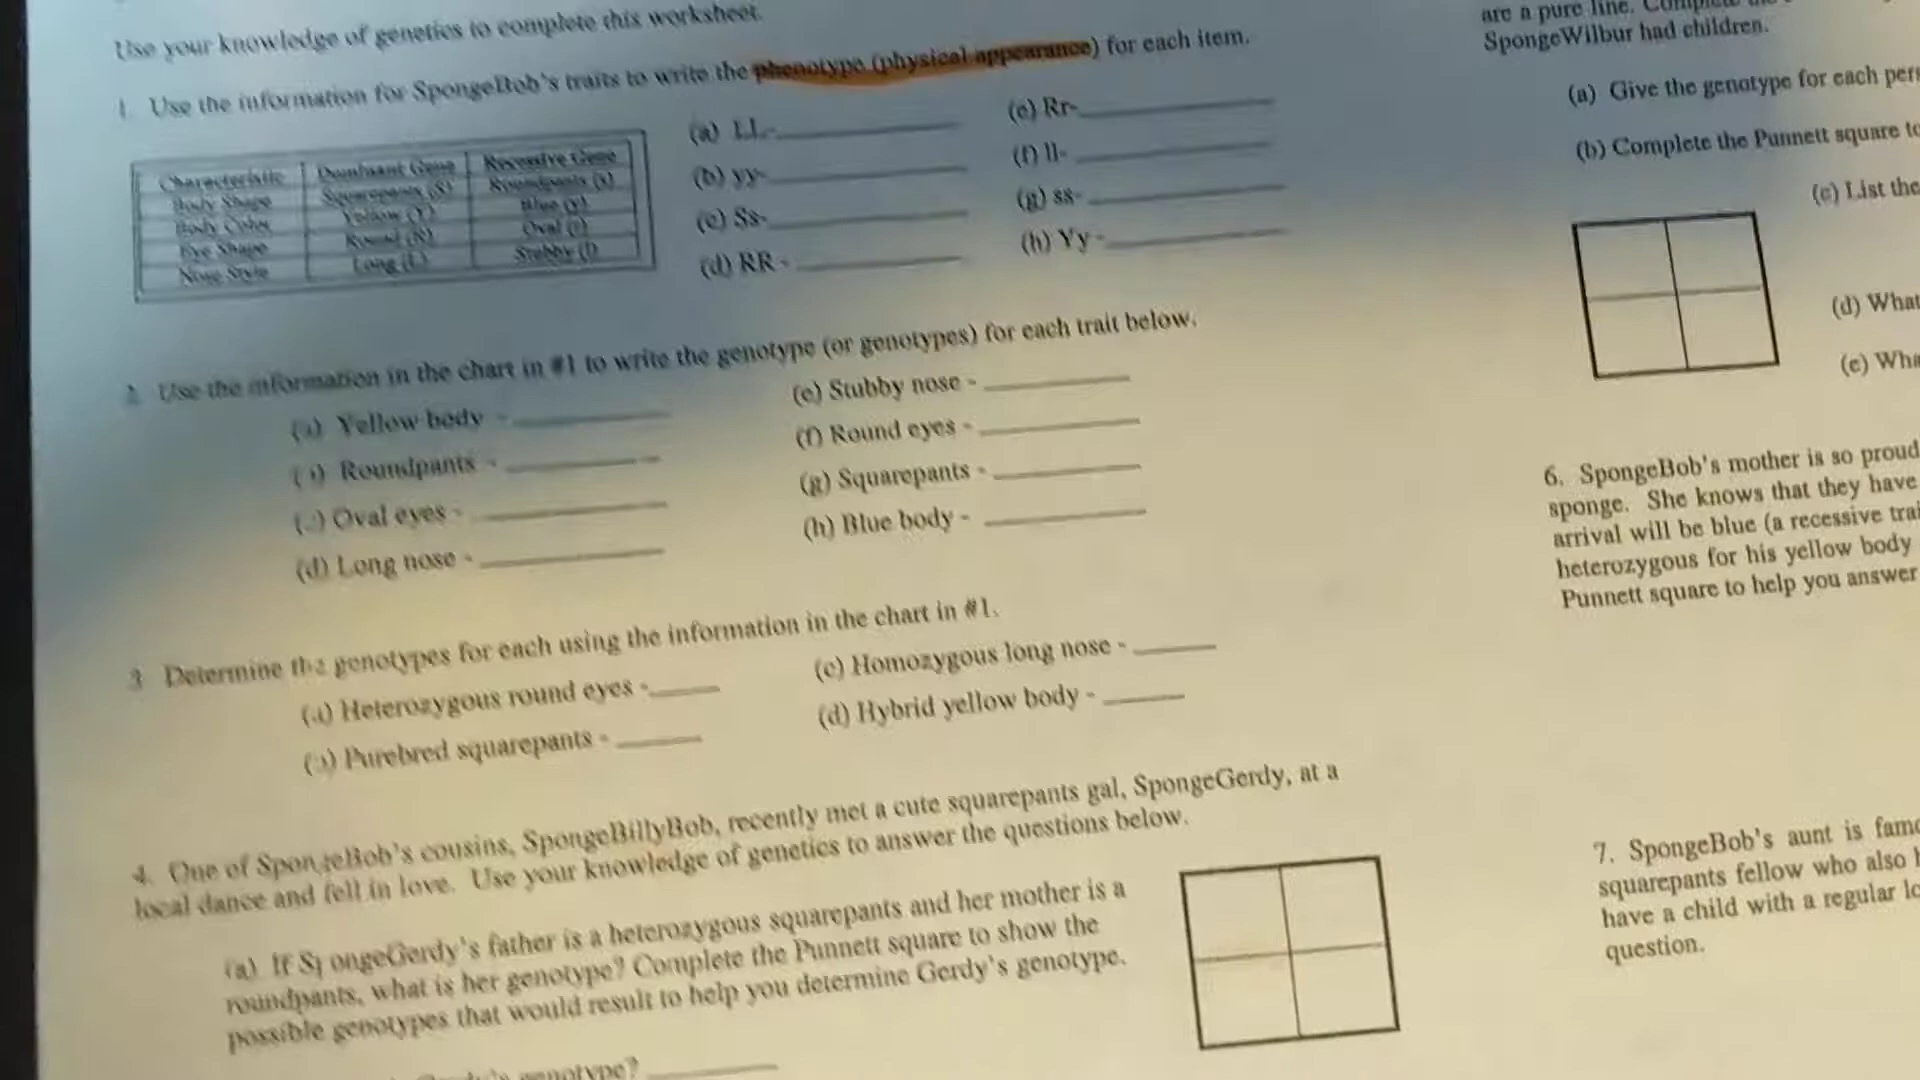 Use your knowledge of genetics to complete this worksheet.
1. Use the information for SpongeBob's traits to write the phenotype (physical appearance) for each item.
Characteristic Dominant Gene Recessive Gene
Body Shape Squarepants (S) Roundpants (s)
Body Color Yellow (Y) Blue (y)
Eye Shape Round (R) Oval (r)
Nose Style Long (L) Stubby (l)
(a) LL-
(b) yy-
(c) Ss-
(d) RR -
(e) Rr-
(f) ll-
(g) ss-
(h) Yy -
2. Use the information in the chart in #1 to write the genotype (or genotypes) for each trait below.
(a) Yellow body -
(b) Roundpants -
(c) Oval eyes -
(d) Long nose -
(e) Stubby nose -
(f) Round eyes -
(g) Squarepants -
(h) Blue body -
3. Determine the genotypes for each using the information in the chart in #1.
(a) Heterozygous round eyes -
(b) Purebred squarepants -
(c) Homozygous long nose -
(d) Hybrid yellow body -
4. One of SpongeBob's cousins, SpongeBillyBob, recently met a cute squarepants gal, SpongeGerdy, at a
local dance and fell in love. Use your knowledge of genetics to answer the questions below.
(a) If SpongeGerdy's father is a heterozygous squarepants and her mother is a
roundpants, what is her genotype? Complete the Punnett square to show the
possible genotypes that would result to help you determine Gerdy's genotype.
genotype?
are a pure line.
SpongeWilbur had children.
(a) Give the genotype for each per
(b) Complete the Punnett square to
(c) List the
(d) What
(e) Wha
6. SpongeBob's mother is so proud
sponge. She knows that they have
arrival will be blue (a recessive trai
heterozygous for his yellow body
Punnett square to help you answer
7. SpongeBob's aunt is famo
squarepants fellow who also h
have a child with a regular lo
question.